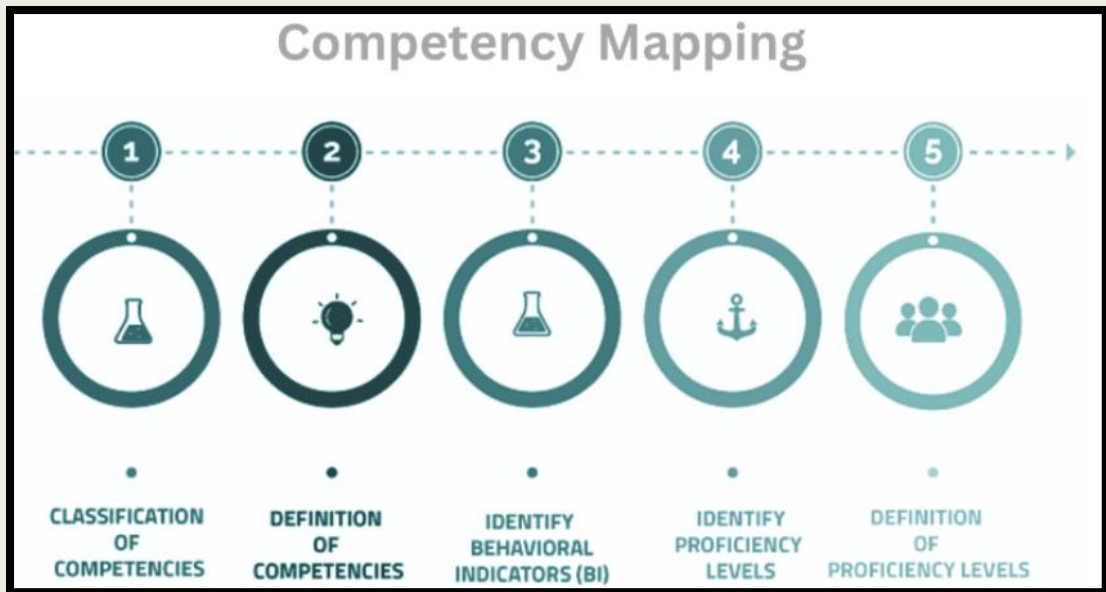 Competency Mapping
1
2
3
4
5
CLASSIFICATION
OF
COMPETENCIES
DEFINITION
OF
COMPETENCIES
IDENTIFY
BEHAVIORAL
INDICATORS (BI)
IDENTIFY
PROFICIENCY
LEVELS
DEFINITION
OF
PROFICIENCY LEVELS